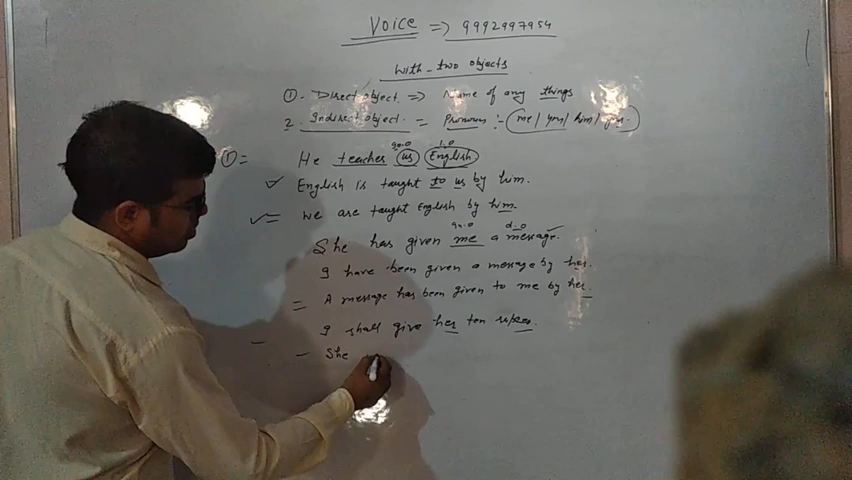 Voice => 9992997954
With-two objects
①. Direct object. => Name of any things
2. Indirect object. = Pronoun :- (me/ you/ him/
①= He teaches us English
✓ English is taught to us by him.
✓= We are taught English by him.
She has given me a message.
I have been given a message by her.
= A message has been given to me by her.
I shall give her ten rupees.
- - She